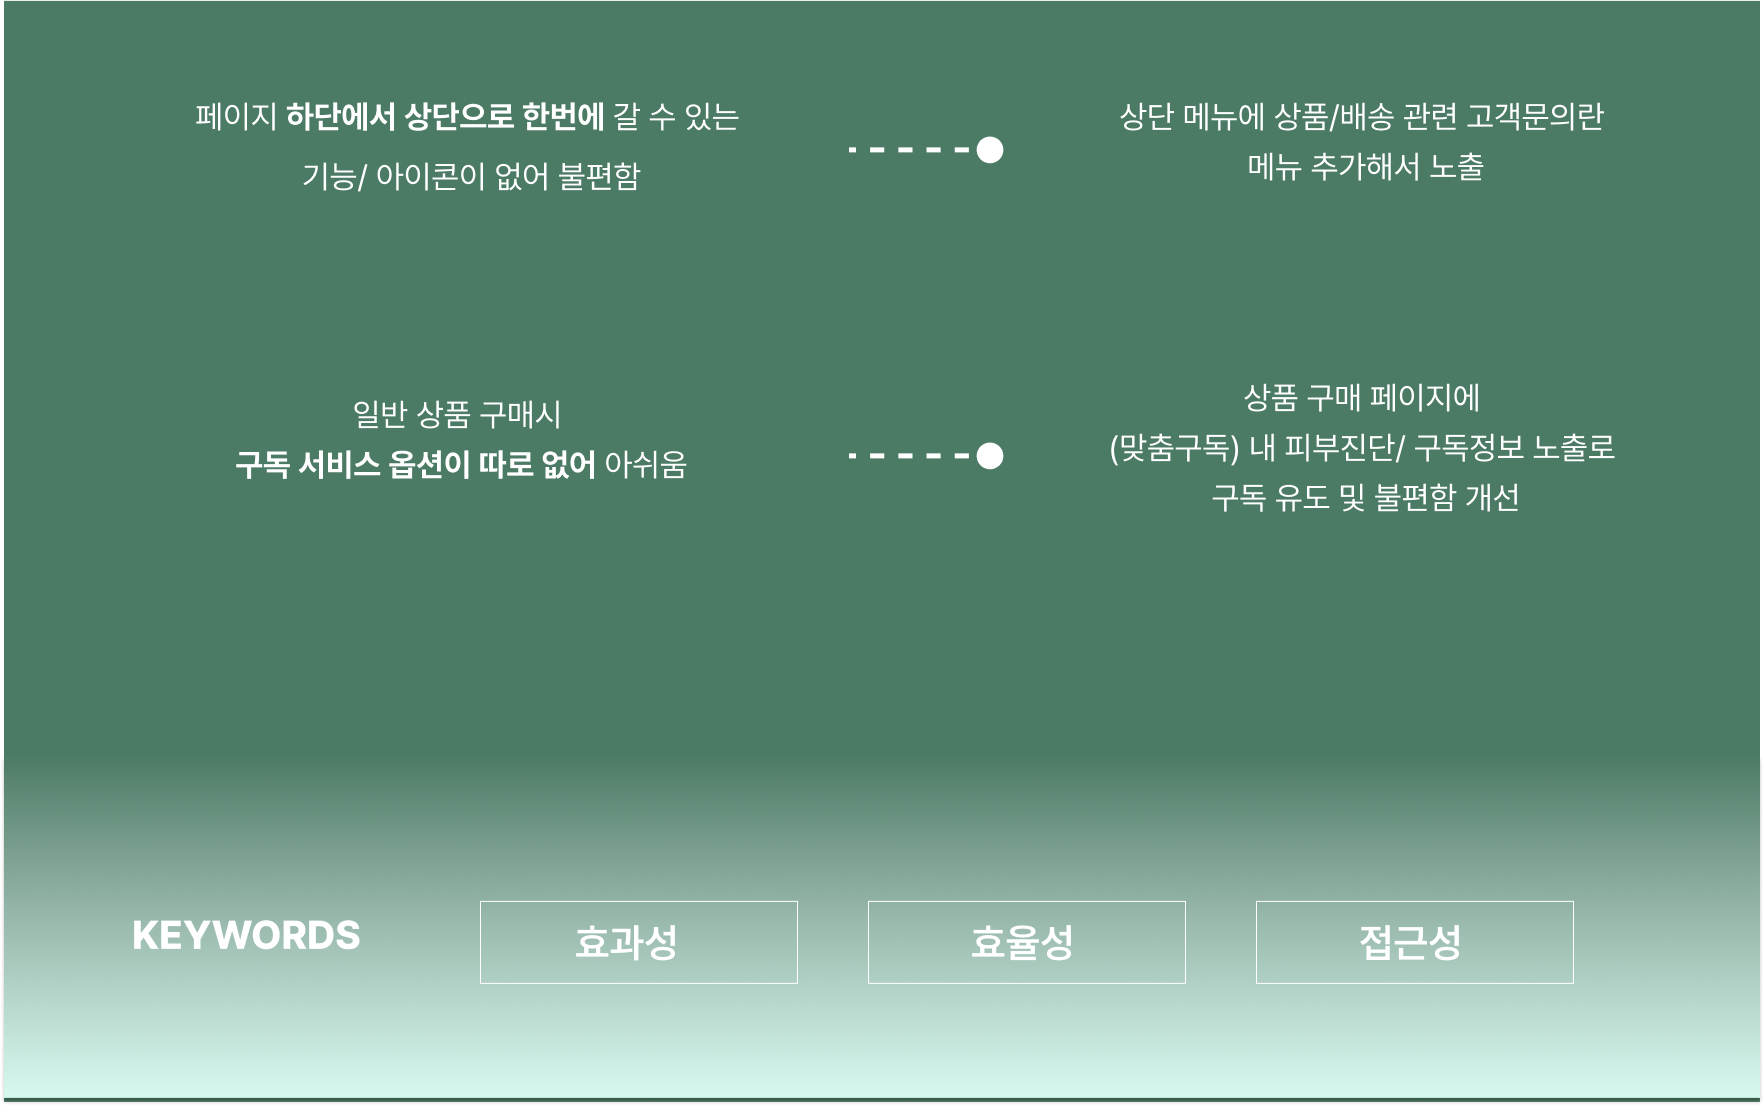 페이지 하단에서 상단으로 한번에 갈 수 있는
기능/ 아이콘이 없어 불편함
상단 메뉴에 상품/배송 관련 고객문의란
메뉴 추가해서 노출
일반 상품 구매시
구독 서비스 옵션이 따로 없어 아쉬움
상품 구매 페이지에
(맞춤구독) 내 피부진단/ 구독정보 노출로
구독 유도 및 불편함 개선
KEYWORDS
효과성
효율성
접근성